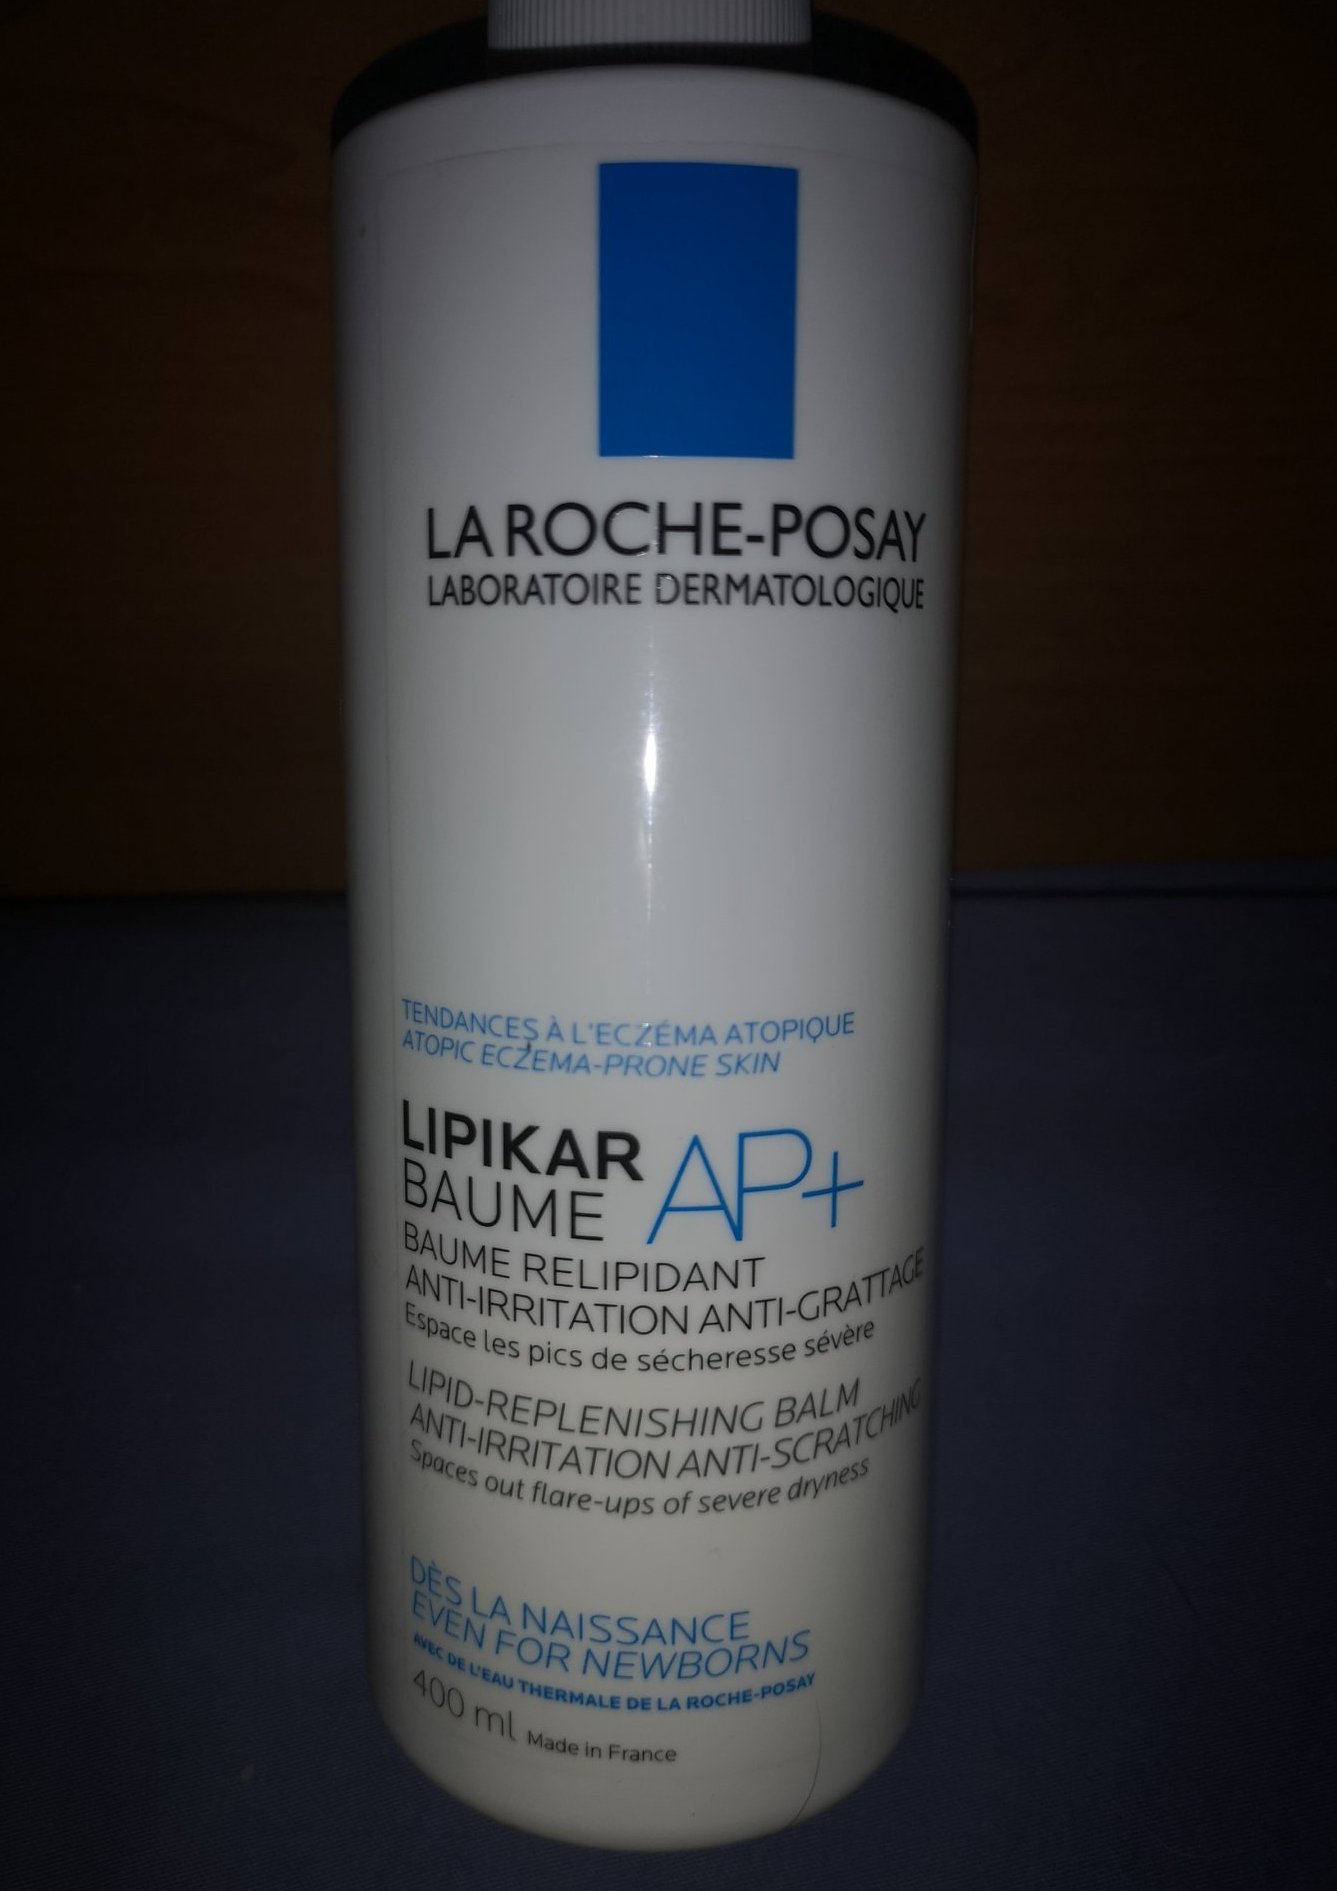 LA ROCHE-POSAY
LABORATOIRE DERMATOLOGIQUE
TENDANCES À L'ECZÉMA ATOPIQUE
ATOPIC ECZEMA-PRONE SKIN
LIPIKAR
BAUME AP+
BAUME RELIPIDANT
ANTI-IRRITATION ANTI-GRATTAGE
Espace les pics de sécheresse sévère
LIPID-REPLENISHING BALM
ANTI-IRRITATION ANTI-SCRATCHING
Spaces out flare-ups of severe dryness
DÈS LA NAISSANCE
EVEN FOR NEWBORNS
AVEC DE L'EAU THERMALE DE LA ROCHE-POSAY
400 ml Made in France